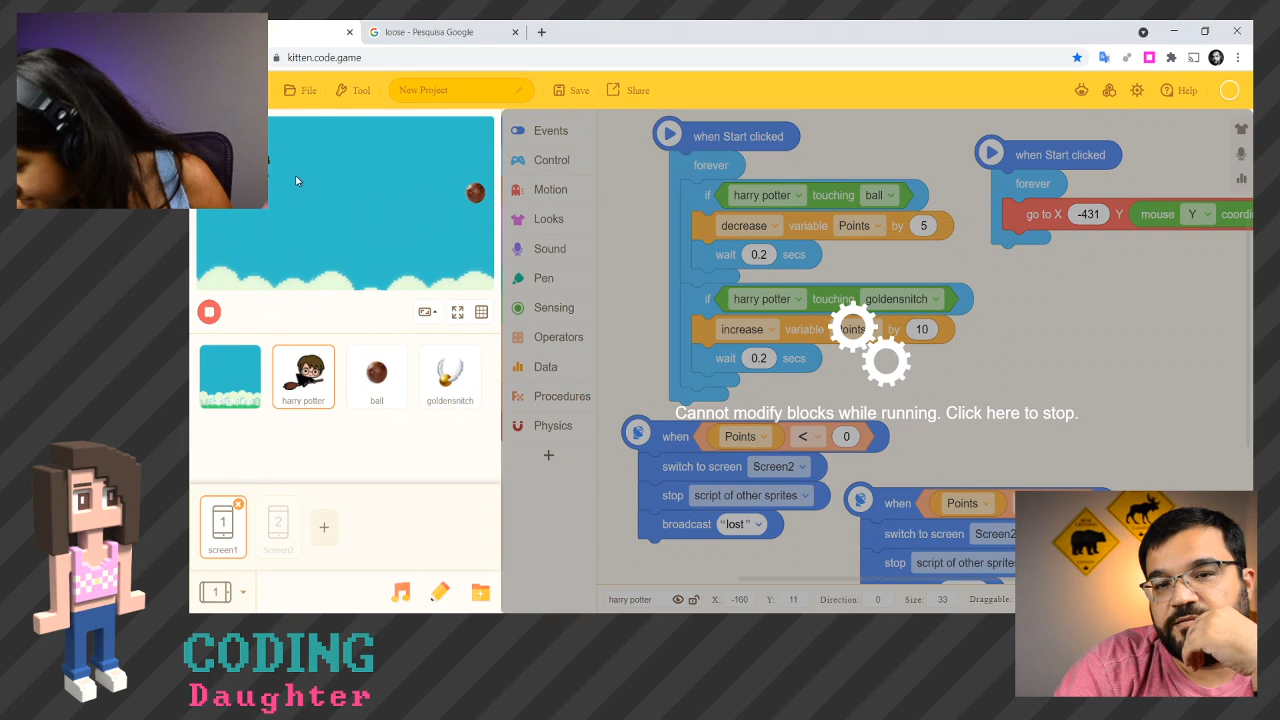 loose - Pesquisa Google
kitten.code.game
File
Tool
New Project
Save
Share
Help
Events
Control
Motion
Looks
Sound
Pen
Sensing
Operators
Data
Procedures
Physics
when Start clicked
forever
if harry potter touching ball
decrease variable Points by 5
wait 0.2 secs
if harry potter touching goldensnitch
increase variable Points by 10
wait 0.2 secs
when Start clicked
forever
go to X -431 Y mouse Y
Cannot modify blocks while running. Click here to stop.
when Points < 0
switch to screen Screen2
stop script of other sprites
broadcast "lost"
when Points
switch to screen Screen2
stop script of other
harry potter
ball
goldensnitch
1
screen1
2
Screen2
1
harry potter X: -160 Y: 11 Direction: 0 Size: 33 Draggable:
CODING
Daughter
BEAR
CROSSING